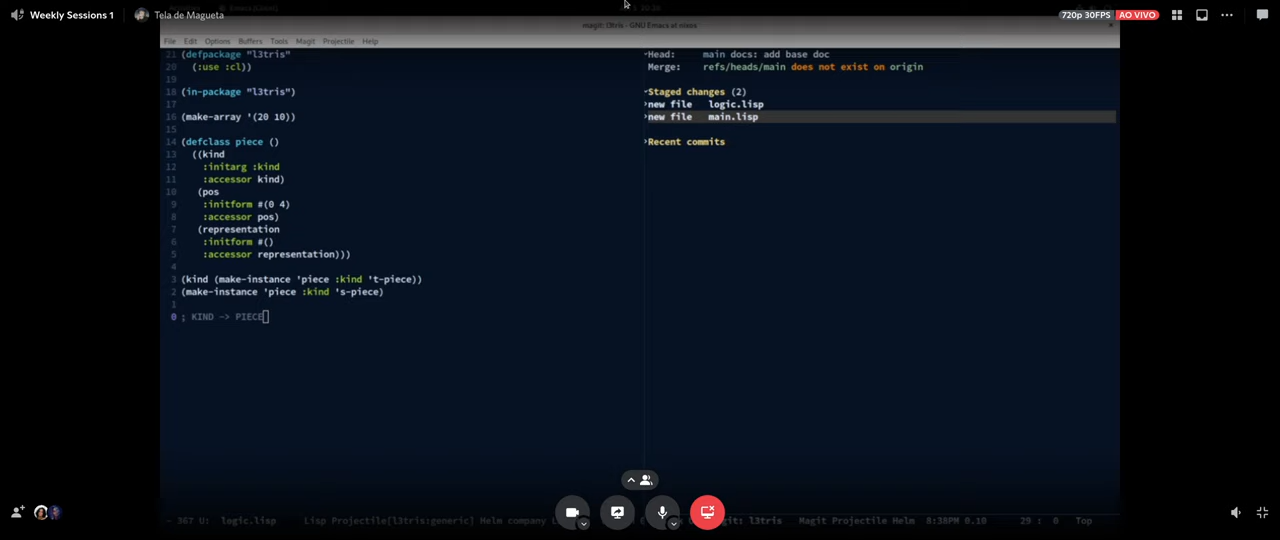 Weekly Sessions 1
Tela de Magueta
720p 30FPS AO VIVO
magit: l3tris - GNU Emacs at
File Edit Options Buffers Tools Magit Projectile Help
21 (defpackage "l3tris"
20 (:use :cl))
19
18 (in-package "l3tris")
17
16 (make-array '(20 10))
15
14 (defclass piece ()
13 ((kind
12 :initarg :kind
11 :accessor kind)
10 (pos
9 :initform #(0 4)
8 :accessor pos)
7 (representation
6 :initform #()
5 :accessor representation)))
4
3 (kind (make-instance 'piece :kind 't-piece))
2 (make-instance 'piece :kind 's-piece)
1
0 ; KIND -> PIECE
Head: main docs: add base doc
Merge: refs/heads/main does not exist on origin
Staged changes (2)
new file logic.lisp
new file main.lisp
Recent commits
- 367 U: logic.lisp Lisp Projectile[l3tris:generic] Helm company
magit: l3tris Magit Projectile Helm 8:38PM 0.10 29 : 0 Top